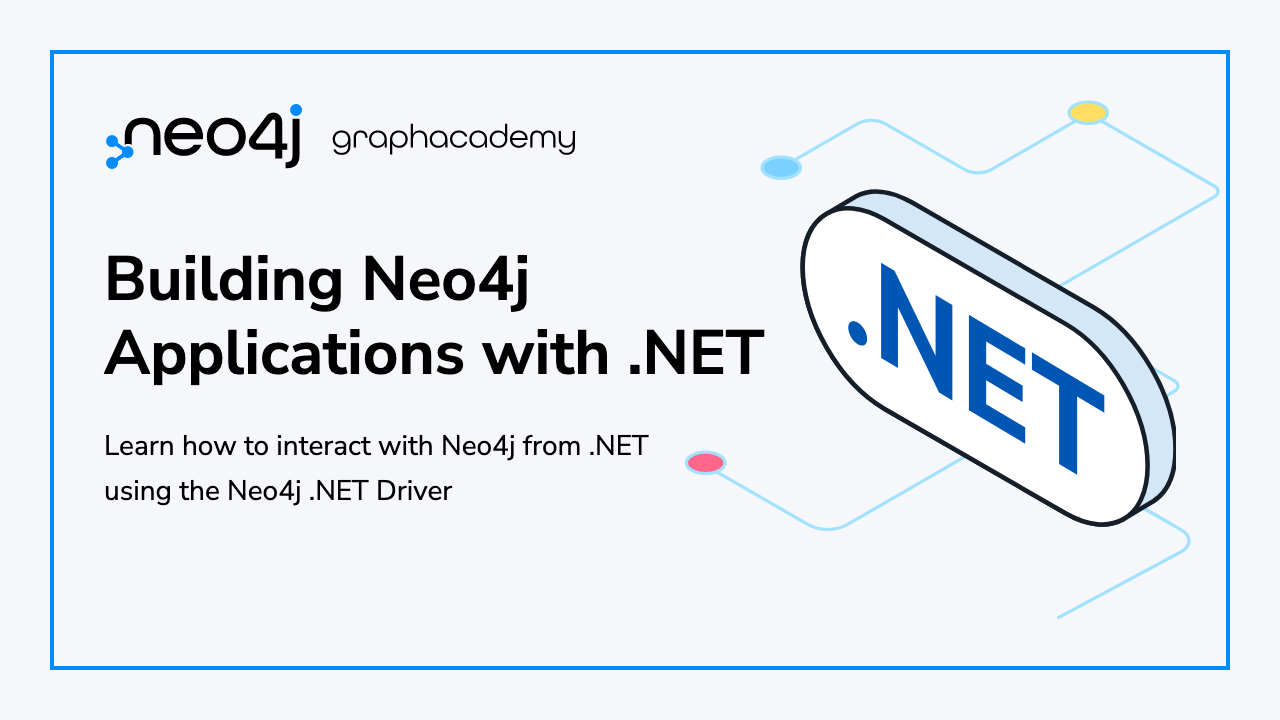 neo4j graphacademy
Building Neo4j
Applications with .NET
Learn how to interact with Neo4j from .NET
using the Neo4j .NET Driver
.NET